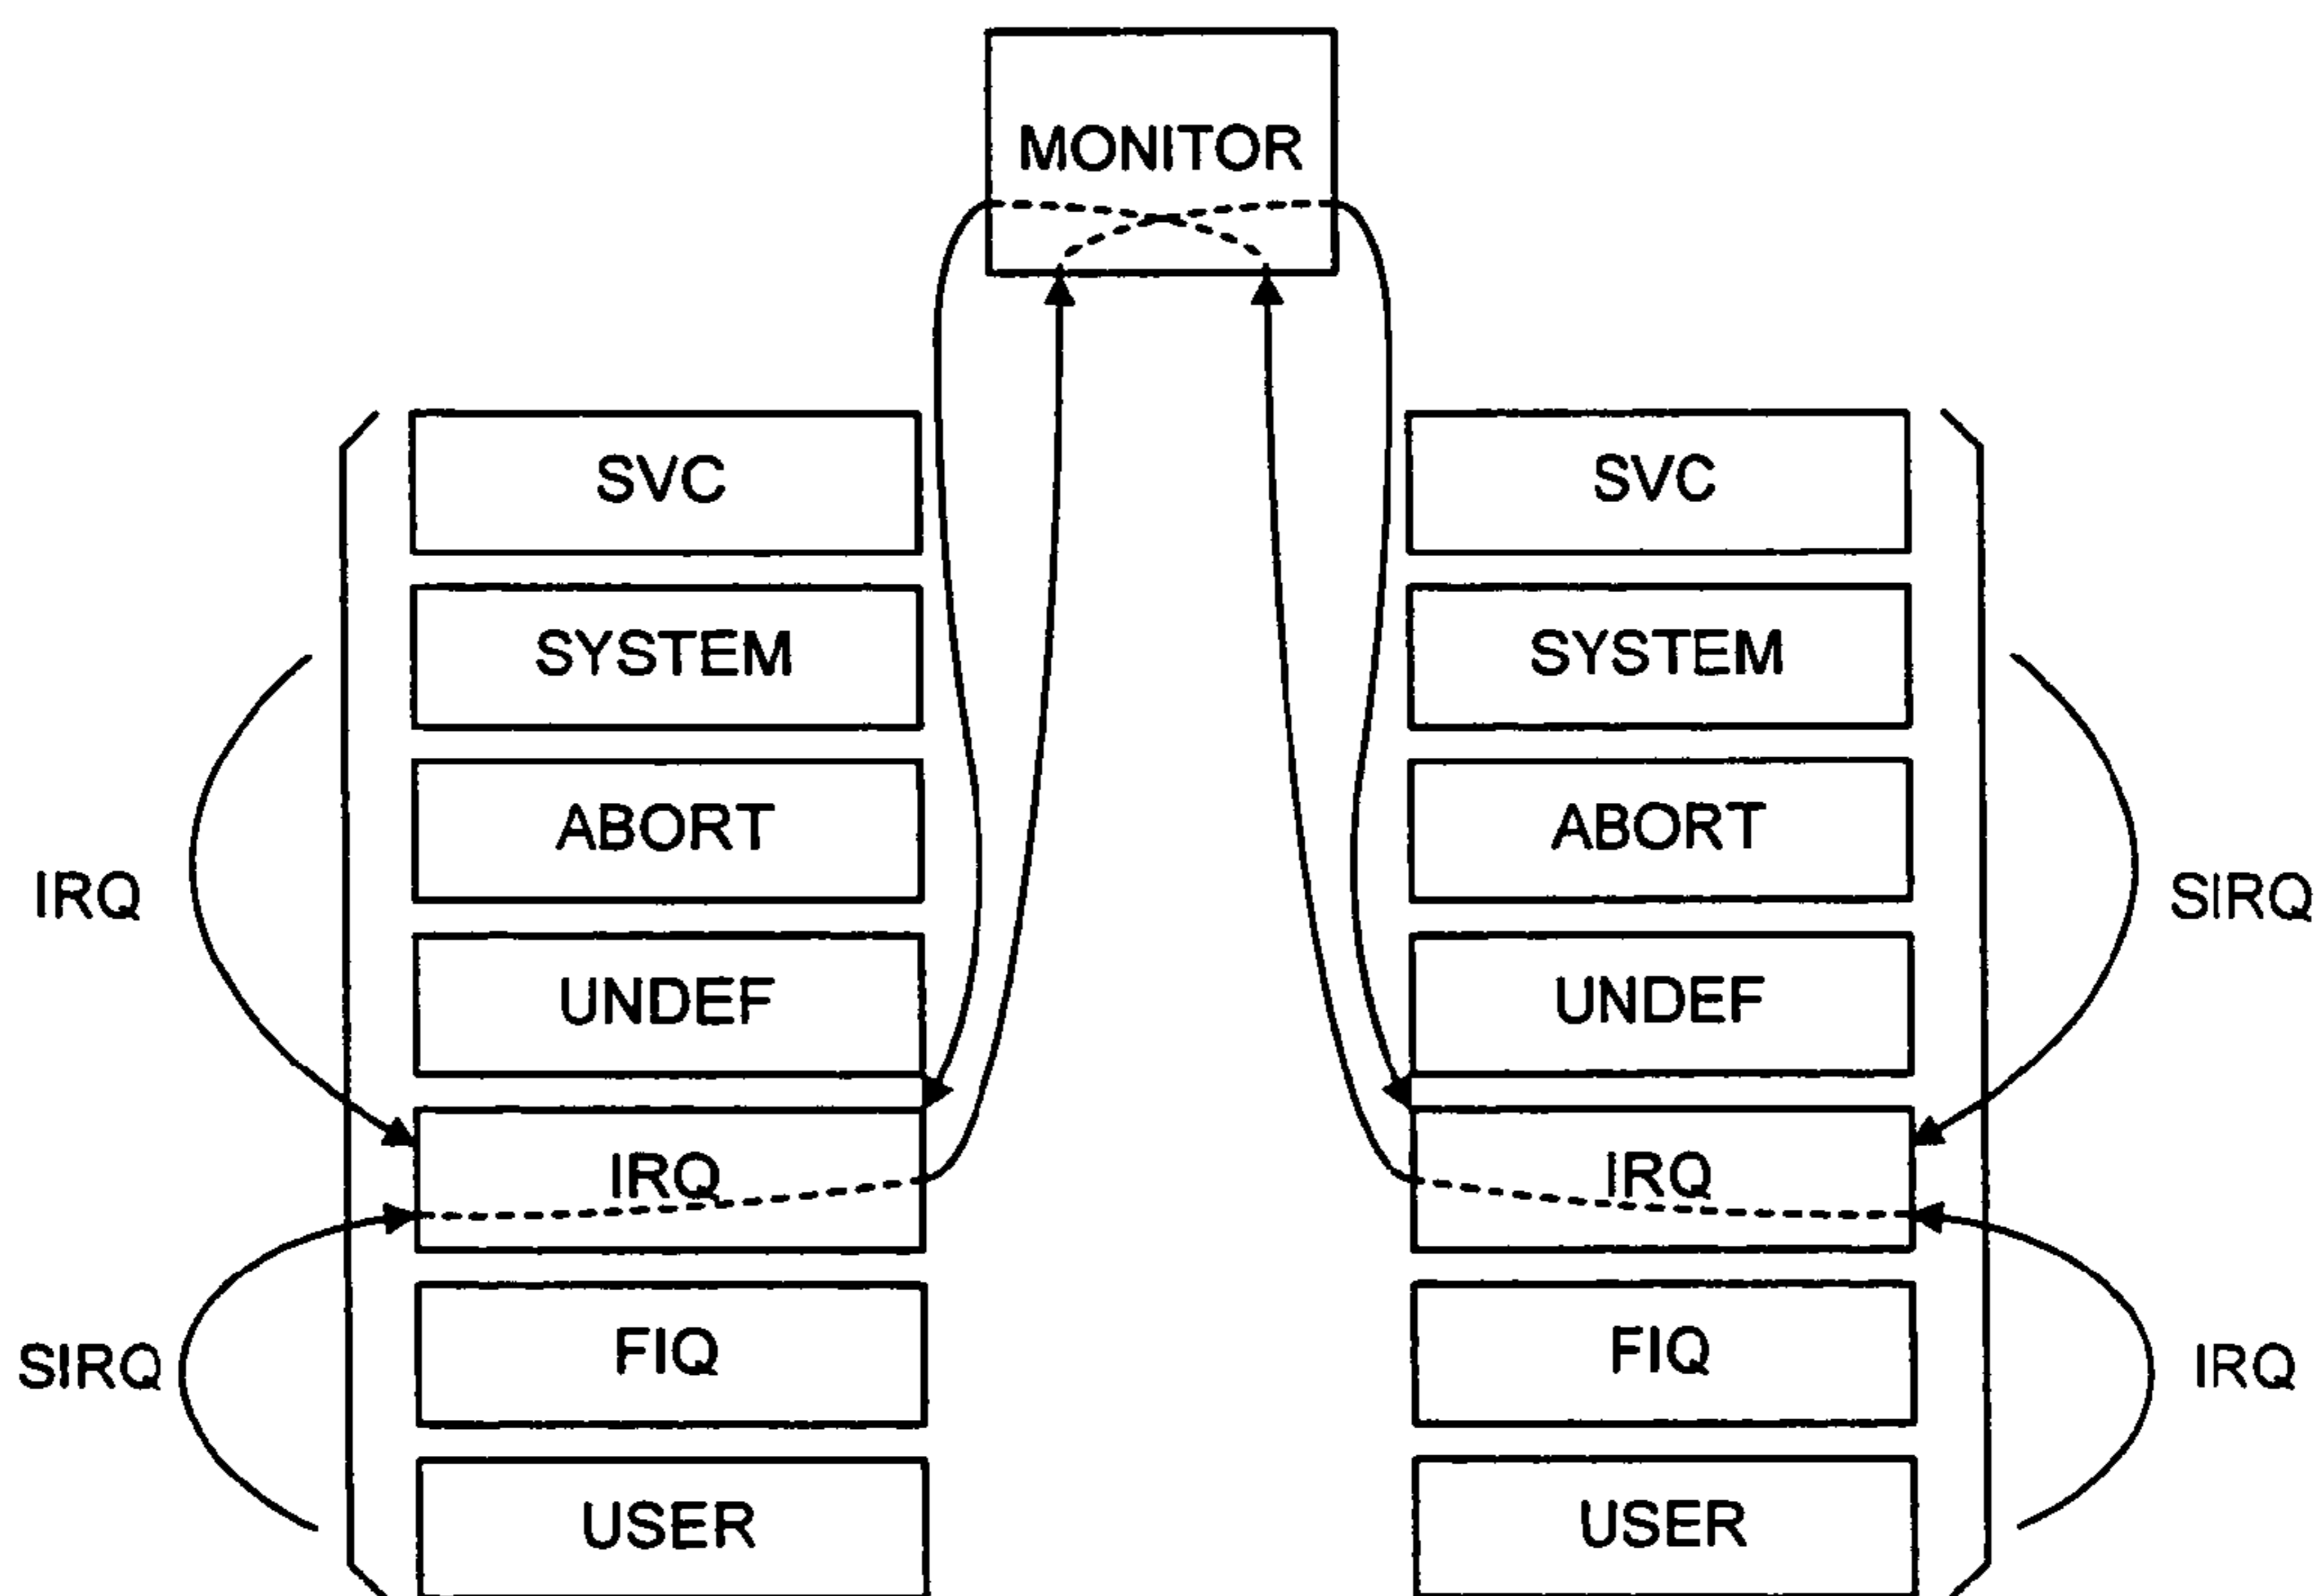 MONITOR
SVC
SVC
SYSTEM
SYSTEM
ABORT
ABORT
IRQ
SIRQ
UNDEF
UNDEF
IRQ
IRQ
SIRQ
FIQ
FIQ
IRQ
USER
USER